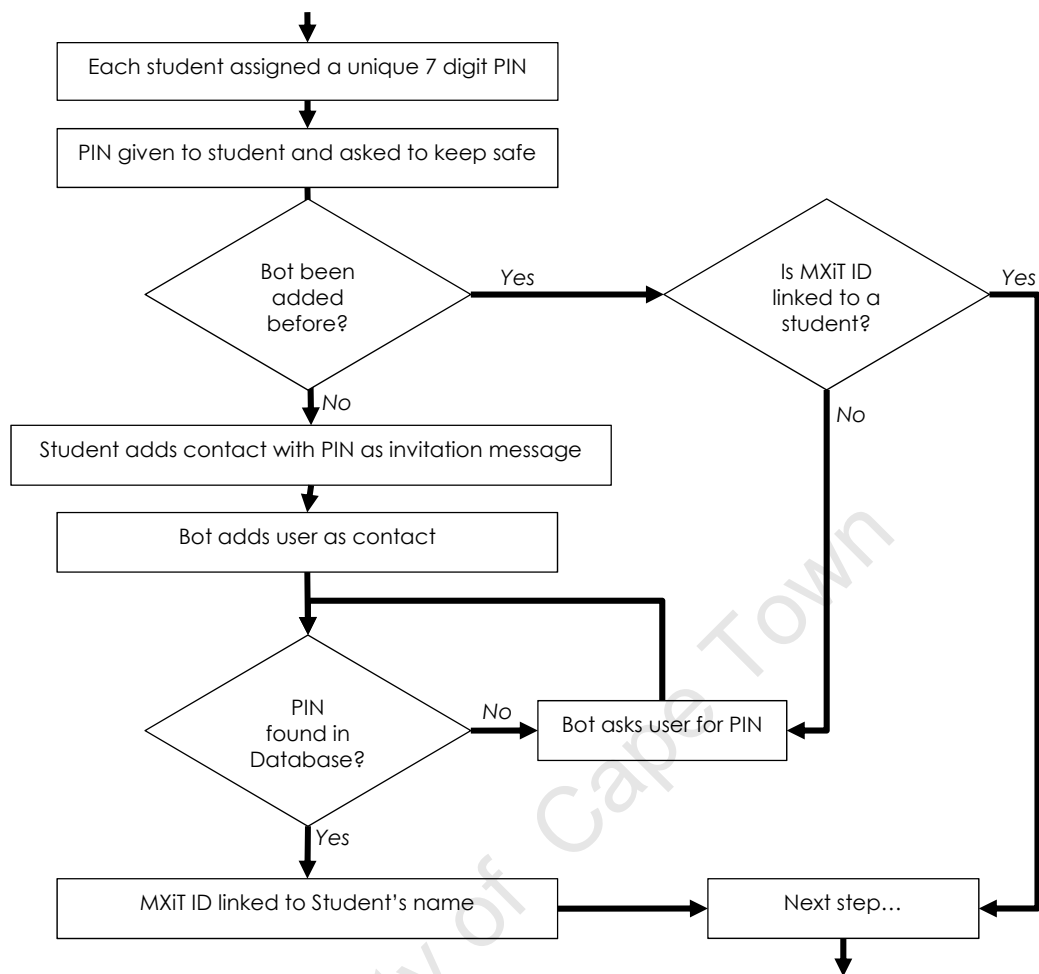 Each student assigned a unique 7 digit PIN
PIN given to student and asked to keep safe
Bot been
added
before?
Yes
Is MXiT ID
linked to a
student?
Yes
No
No
Student adds contact with PIN as invitation message
Bot adds user as contact
PIN
found in
Database?
No
Bot asks user for PIN
Yes
MXiT ID linked to Student’s name
Next step…
of Cape Town